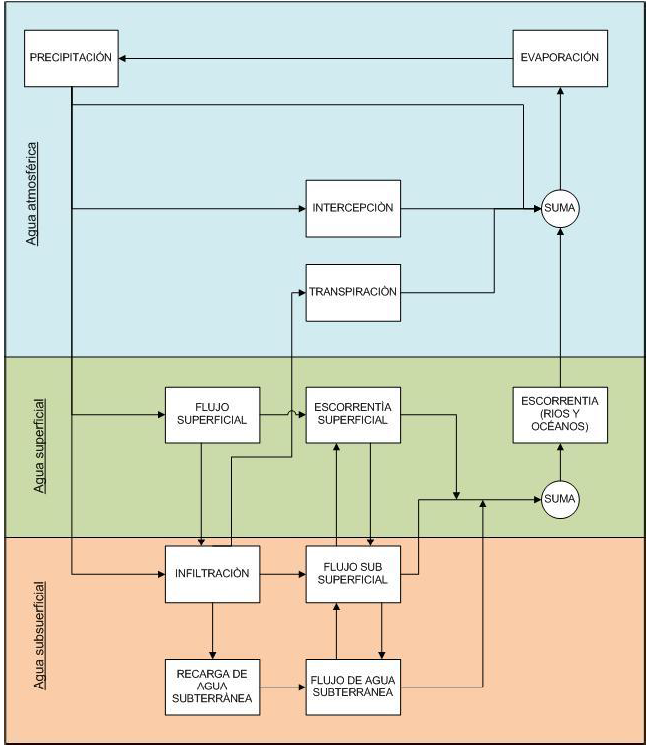 PRECIPITACIÓN
EVAPORACIÓN
Agua atmosférica
INTERCEPCIÒN
SUMA
TRANSPIRACIÒN
Agua superficial
FLUJO
SUPERFICIAL
ESCORRENTÌA
SUPERFICIAL
ESCORRENTIA
(RIOS Y
OCÉANOS)
SUMA
Agua subsuerficial
INFILTRACIÒN
FLUJO SUB
SUPERFICIAL
RECARGA DE
AGUA
SUBTERRÀNEA
FLUJO DE AGUA
SUBTERRÀNEA